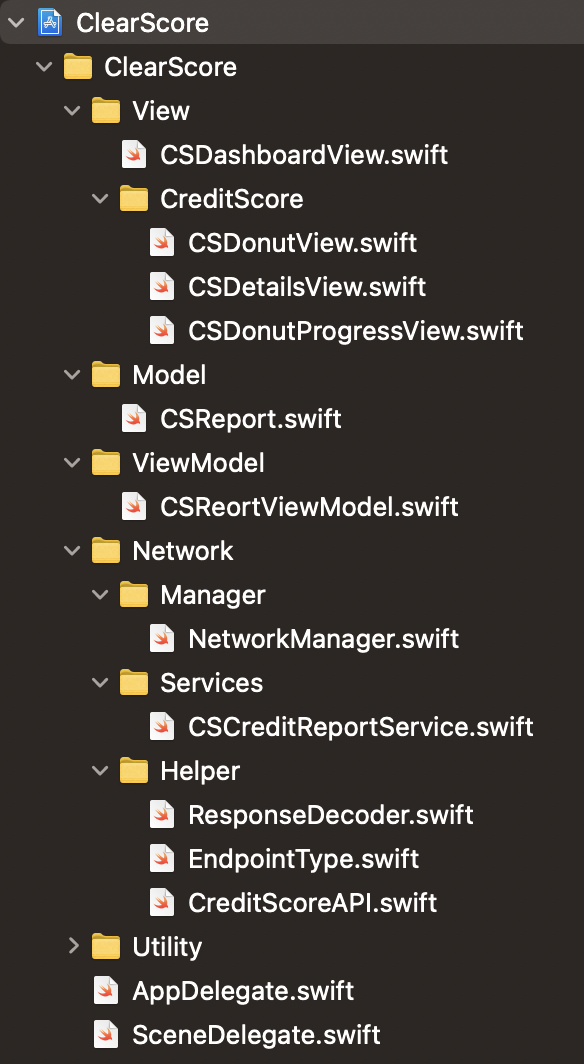 ClearScore
ClearScore
View
CSDashboardView.swift
CreditScore
CSDonutView.swift
CSDetailsView.swift
CSDonutProgressView.swift
Model
CSReport.swift
ViewModel
CSReortViewModel.swift
Network
Manager
NetworkManager.swift
Services
CSCreditReportService.swift
Helper
ResponseDecoder.swift
EndpointType.swift
CreditScoreAPI.swift
Utility
AppDelegate.swift
SceneDelegate.swift